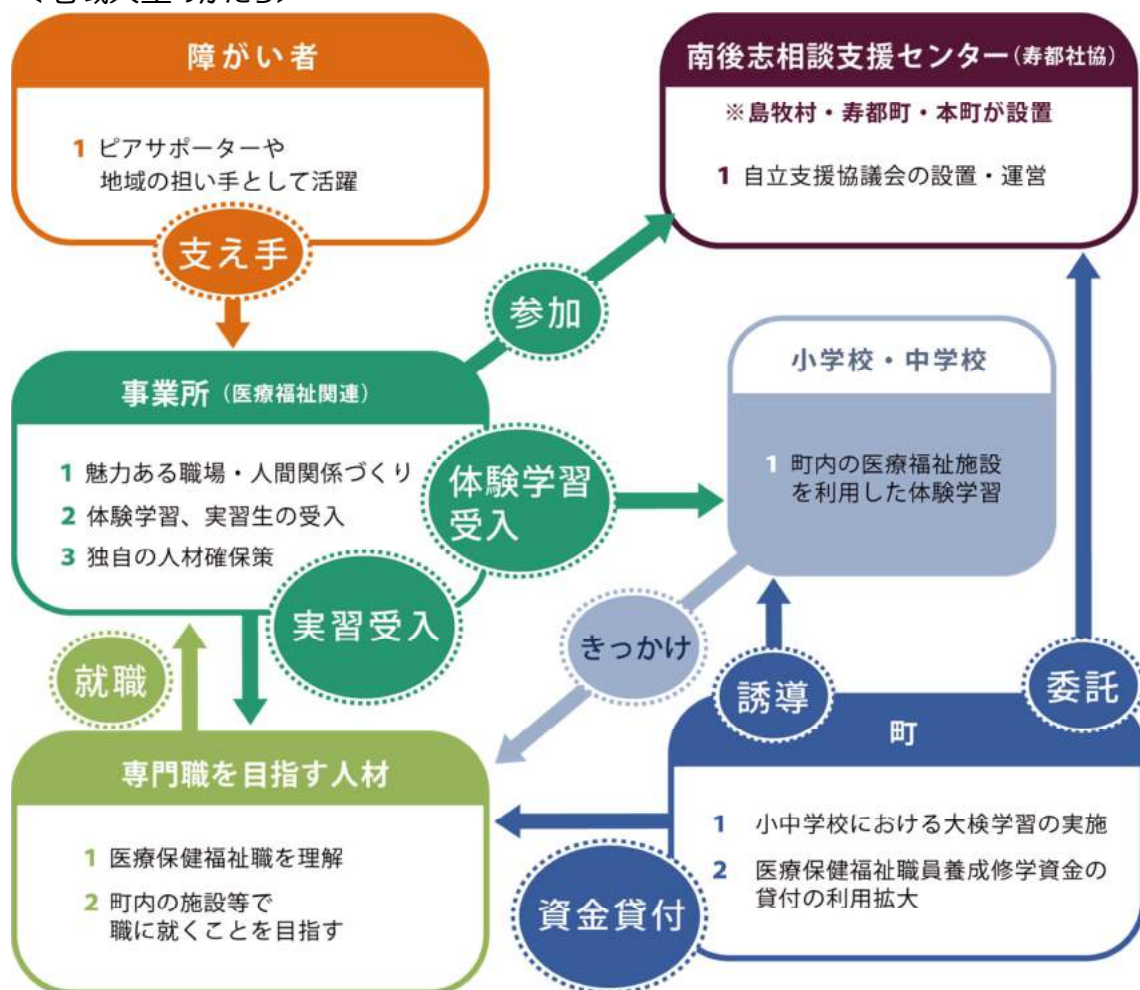 障がい者
1 ピアサポーターや
地域の担い手として活躍
支え手
南後志相談支援センター(寿都社協)
※島牧村・寿都町・本町が設置
1 自立支援協議会の設置・運営
参加
事業所(医療福祉関連)
1 魅力ある職場・人間関係づくり
2 体験学習、実習生の受入
3 独自の人材確保策
体験学習
受入
小学校・中学校
1 町内の医療福祉施設
を利用した体験学習
実習受入
きっかけ
就職
誘導
委託
専門職を目指す人材
1 医療保健福祉職を理解
2 町内の施設等で
職に就くことを目指す
町
1 小中学校における大検学習の実施
2 医療保健福祉職員養成修学資金の
貸付の利用拡大
資金貸付